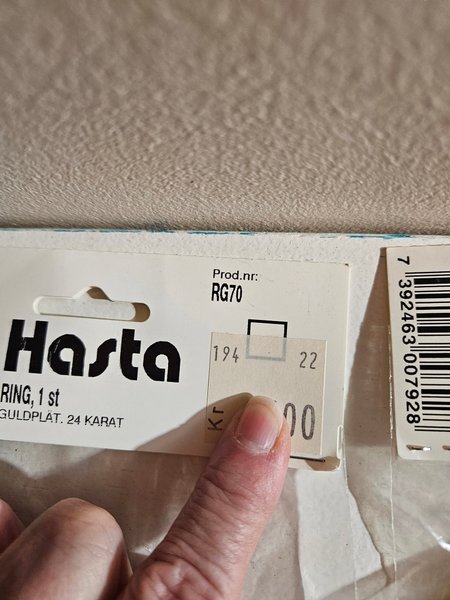 Prod.nr:
RG70
Hasta
RING, 1 st
GULDPLÄT. 24 KARAT
194 22
Kr 00
7 392463 007928